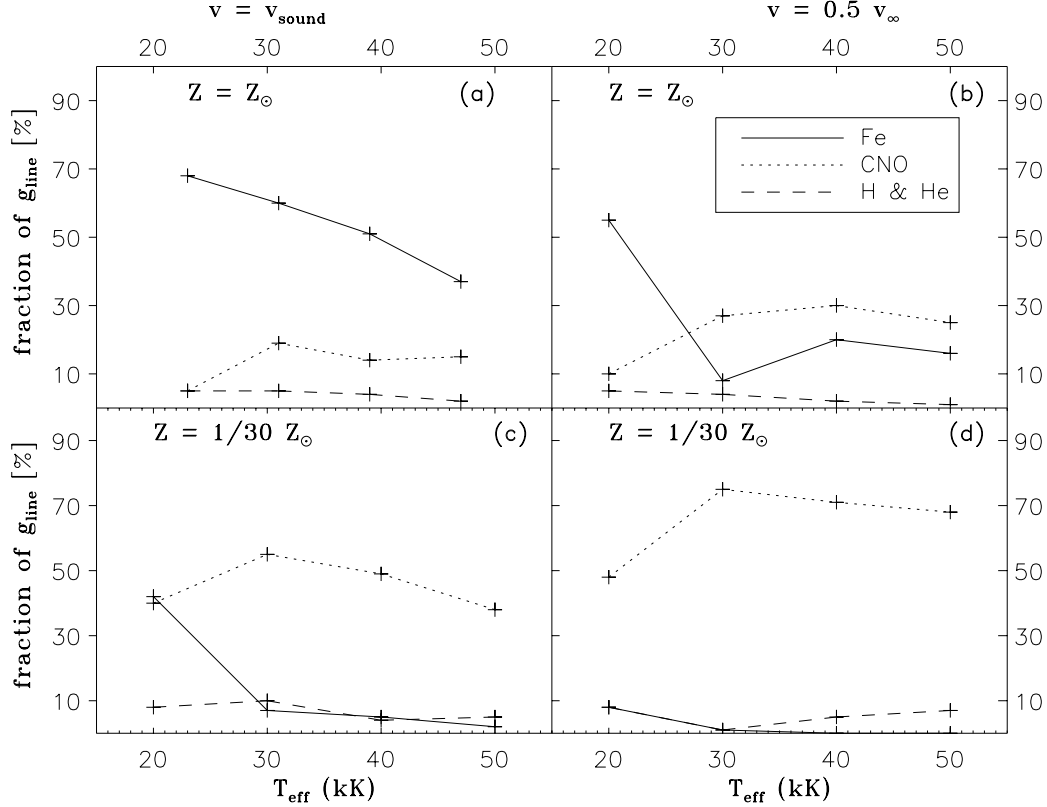 v = v_sound
v = 0.5 v_∞
20 30 40 50 20 30 40 50
Z = Z_⊙ (a)
Z = Z_⊙ (b)
Fe
CNO
H & He
fraction of g_line [%]
90 90
70 70
50 50
30 30
10 10
Z = 1/30 Z_⊙ (c)
Z = 1/30 Z_⊙ (d)
fraction of g_line [%]
90 90
70 70
50 50
30 30
10 10
20 30 40 50 20 30 40 50
T_eff (kK)
T_eff (kK)